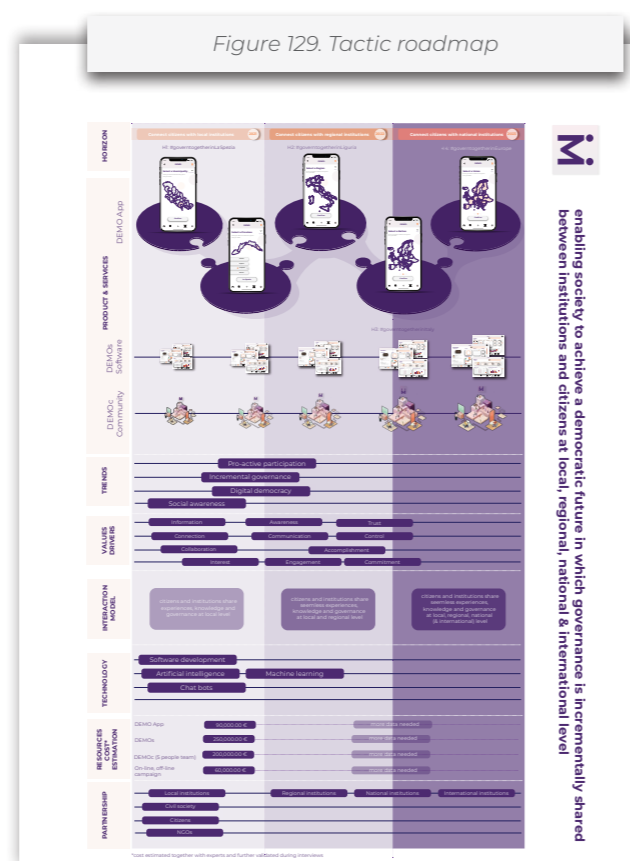 Figure 129. Tactic roadmap
HORIZON
Connect citizens with local institutions
Connect citizens with regional institutions
Connect citizens with national institutions
PRODUCT & SERVICES
DEMO App
DEMOs Software
DEMOc Community
TRENDS
Pro-active participation
Incremental governance
Digital democracy
Social awareness
VALUES DRIVERS
Information
Awareness
Trust
Connection
Communication
Control
Collaboration
Accomplishment
Interest
Engagement
Commitment
INTERACTION MODEL
citizens and institutions share
experiences, knowledge and
governance at local level
citizens and institutions share
seemless experiences,
knowledge and governance
at local and regional level
citizens and institutions share
seemless experiences,
knowledge and governance
at local, regional, national
(& international) level
TECHNOLOGY
Software development
Artificial intelligence
Machine learning
Chat bots
RESOURCES COST* ESTIMATION
DEMO App
90,000.00 €
more data needed
DEMOs
250,000.00 €
more data needed
DEMOc (5 people team)
200,000.00 €
more data needed
On-line, off-line
campaign
60,000.00 €
more data needed
PARTNERSHIP
Local Institutions
Regional Institutions
National Institutions
International Institutions
Civil society
Citizens
NGOs
*cost estimated together with experts and further validated during interviews
enabling society to achieve a democratic future in which governance is incrementally shared
between institutions and citizens at local, regional, national & international level